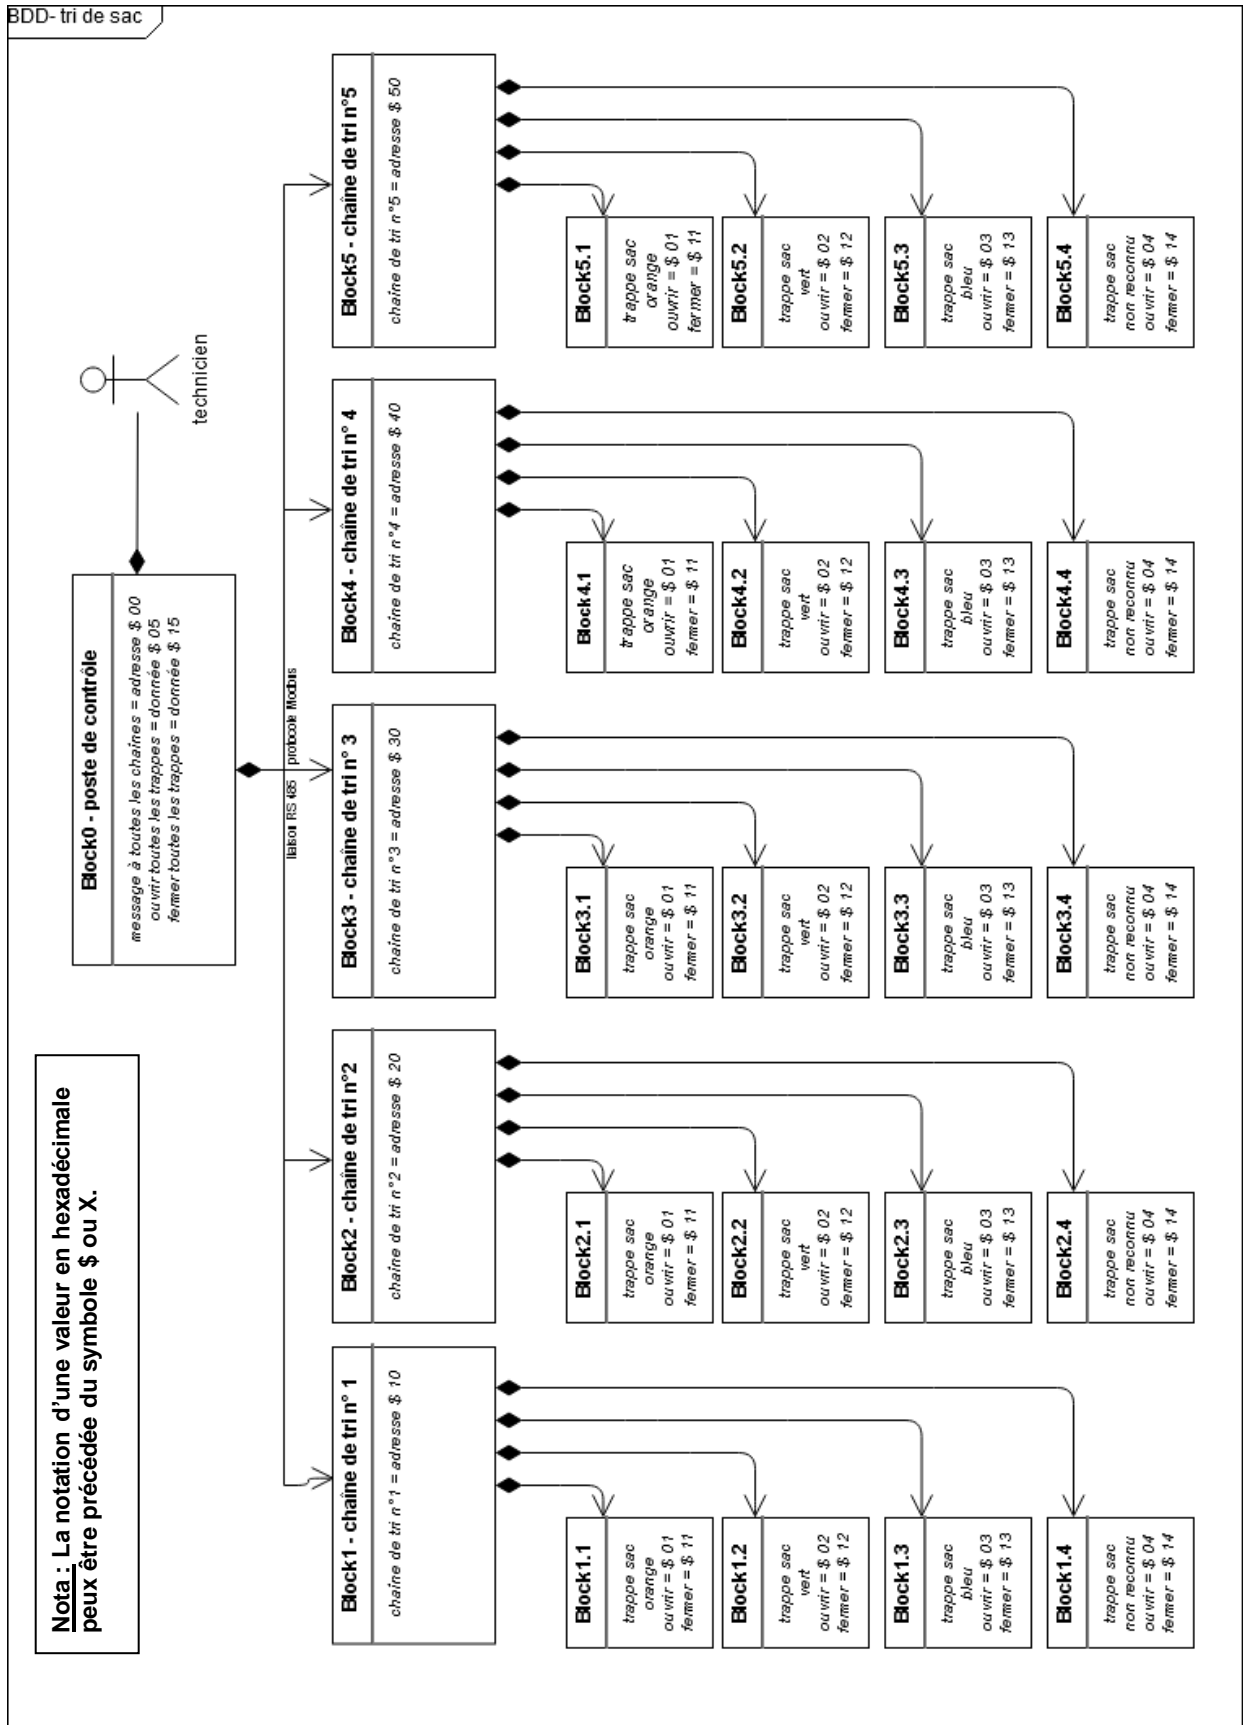 BDD- tri de sac
Nota : La notation d'une valeur en hexadécimale
peux être précédée du symbole $ ou X.
Block0 - poste de contrôle
message à toutes les chaînes = adresse $ 00
ouvrir toutes les trappes = donnée $ 05
fermer toutes les trappes = donnée $ 15
technicien
liaison RS 485 protocole Modbus
Block1 - chaîne de tri n° 1
chaîne de tri n°1 = adresse $ 10
Block2 - chaîne de tri n°2
chaîne de tri n°2 = adresse $ 20
Block3 - chaîne de tri n° 3
chaîne de tri n°3 = adresse $ 30
Block4 - chaîne de tri n° 4
chaîne de tri n°4 = adresse $ 40
Block5 - chaîne de tri n°5
chaîne de tri n°5 = adresse $ 50
Block1.1
trappe sac
orange
ouvrir = $ 01
fermer = $ 11
Block1.2
trappe sac
vert
ouvrir = $ 02
fermer = $ 12
Block1.3
trappe sac
bleu
ouvrir = $ 03
fermer = $ 13
Block1.4
trappe sac
non reconnu
ouvrir = $ 04
fermer = $ 14
Block2.1
trappe sac
orange
ouvrir = $ 01
fermer = $ 11
Block2.2
trappe sac
vert
ouvrir = $ 02
fermer = $ 12
Block2.3
trappe sac
bleu
ouvrir = $ 03
fermer = $ 13
Block2.4
trappe sac
non reconnu
ouvrir = $ 04
fermer = $ 14
Block3.1
trappe sac
orange
ouvrir = $ 01
fermer = $ 11
Block3.2
trappe sac
vert
ouvrir = $ 02
fermer = $ 12
Block3.3
trappe sac
bleu
ouvrir = $ 03
fermer = $ 13
Block3.4
trappe sac
non reconnu
ouvrir = $ 04
fermer = $ 14
Block4.1
trappe sac
orange
ouvrir = $ 01
fermer = $ 11
Block4.2
trappe sac
vert
ouvrir = $ 02
fermer = $ 12
Block4.3
trappe sac
bleu
ouvrir = $ 03
fermer = $ 13
Block4.4
trappe sac
non reconnu
ouvrir = $ 04
fermer = $ 14
Block5.1
trappe sac
orange
ouvrir = $ 01
fermer = $ 11
Block5.2
trappe sac
vert
ouvrir = $ 02
fermer = $ 12
Block5.3
trappe sac
bleu
ouvrir = $ 03
fermer = $ 13
Block5.4
trappe sac
non reconnu
ouvrir = $ 04
fermer = $ 14